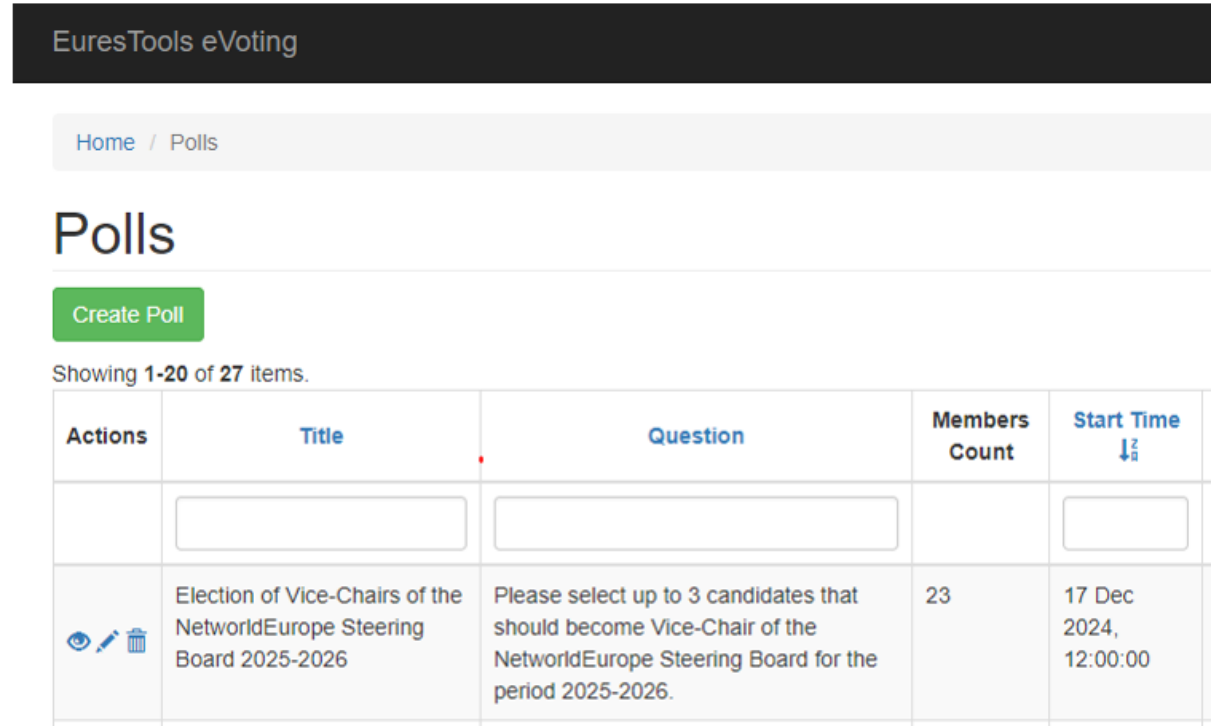 EuresTools eVoting
Home / Polls
Polls
Create Poll
Showing 1-20 of 27 items.
Actions
Title
Question
Members
Count
Start Time
Election of Vice-Chairs of the
NetworldEurope Steering
Board 2025-2026
Please select up to 3 candidates that
should become Vice-Chair of the
NetworldEurope Steering Board for the
period 2025-2026.
23
17 Dec
2024,
12:00:00